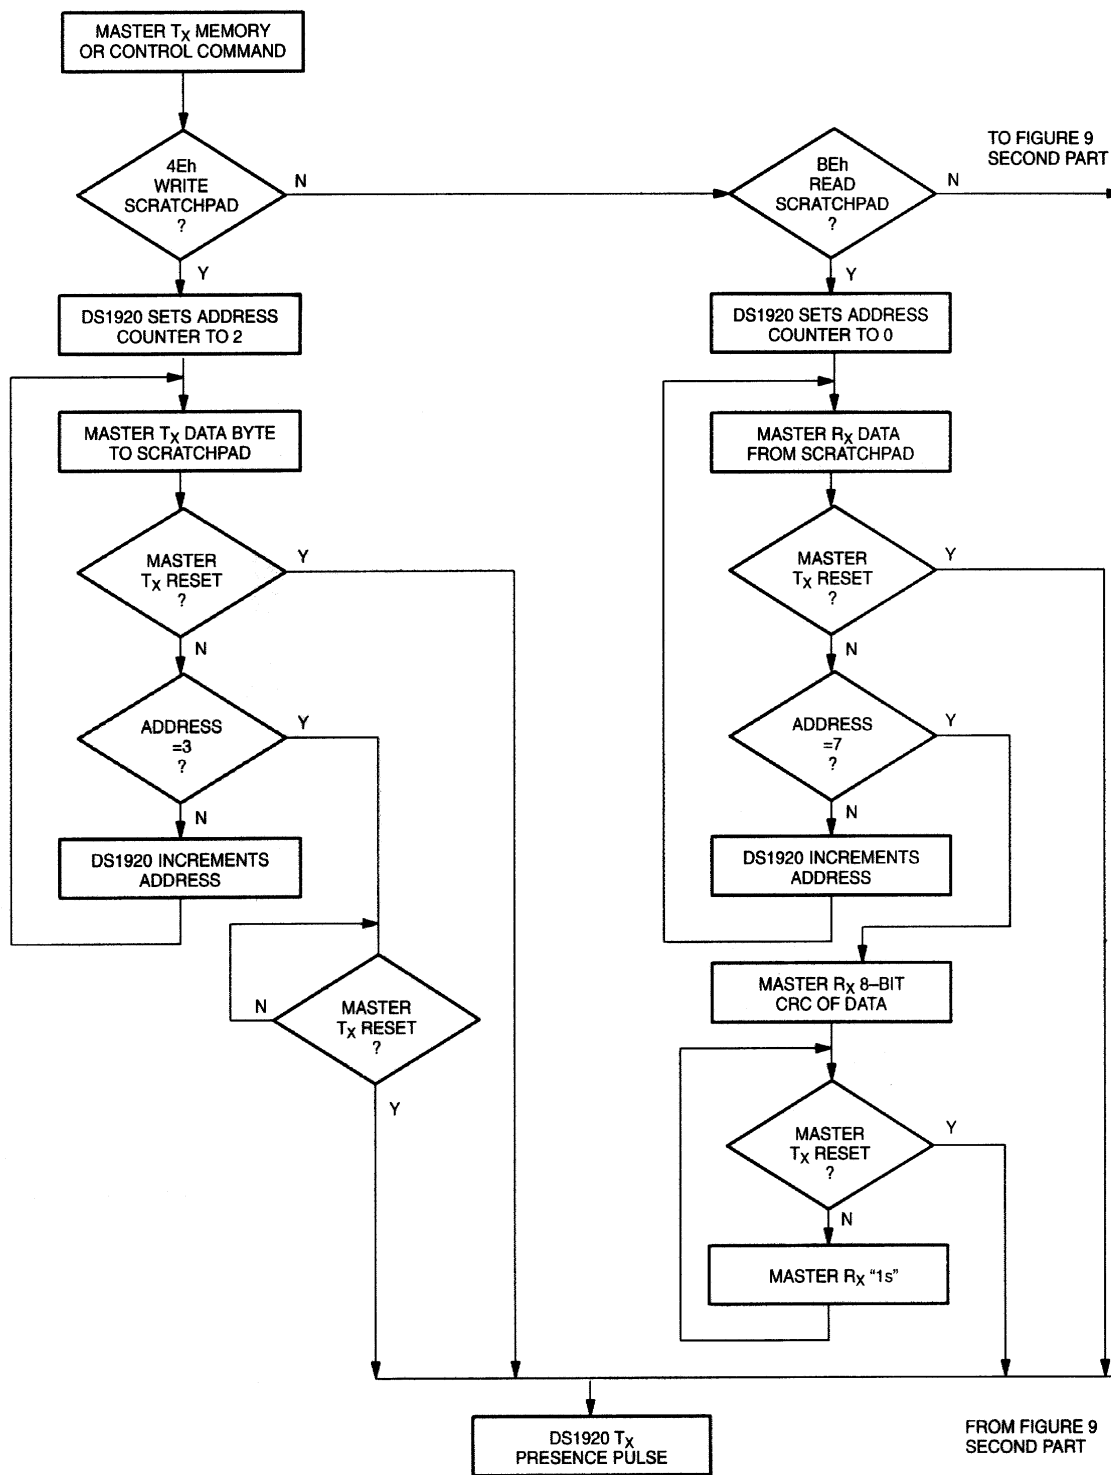 MASTER TX MEMORY
OR CONTROL COMMAND
4Eh
WRITE
SCRATCHPAD
?
N
Y
BEh
READ
SCRATCHPAD
?
N
Y
TO FIGURE 9
SECOND PART
DS1920 SETS ADDRESS
COUNTER TO 2
MASTER TX DATA BYTE
TO SCRATCHPAD
MASTER
TX RESET
?
Y
N
ADDRESS
=3
?
Y
N
DS1920 INCREMENTS
ADDRESS
MASTER
TX RESET
?
N
Y
DS1920 SETS ADDRESS
COUNTER TO 0
MASTER RX DATA
FROM SCRATCHPAD
MASTER
TX RESET
?
Y
N
ADDRESS
=7
?
Y
N
DS1920 INCREMENTS
ADDRESS
MASTER RX 8–BIT
CRC OF DATA
MASTER
TX RESET
?
Y
N
MASTER RX “1s”
DS1920 TX
PRESENCE PULSE
FROM FIGURE 9
SECOND PART